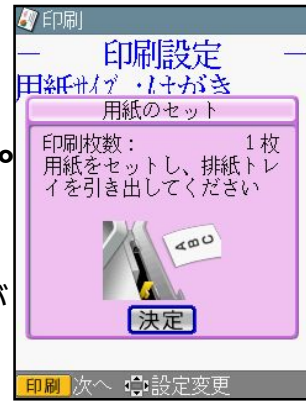 印刷
印刷設定
用紙サイズ :はがき
用紙のセット
印刷枚数: 1枚
用紙をセットし、排紙トレ
イを引き出してください
ABC
決定
印刷 次へ 設定変更